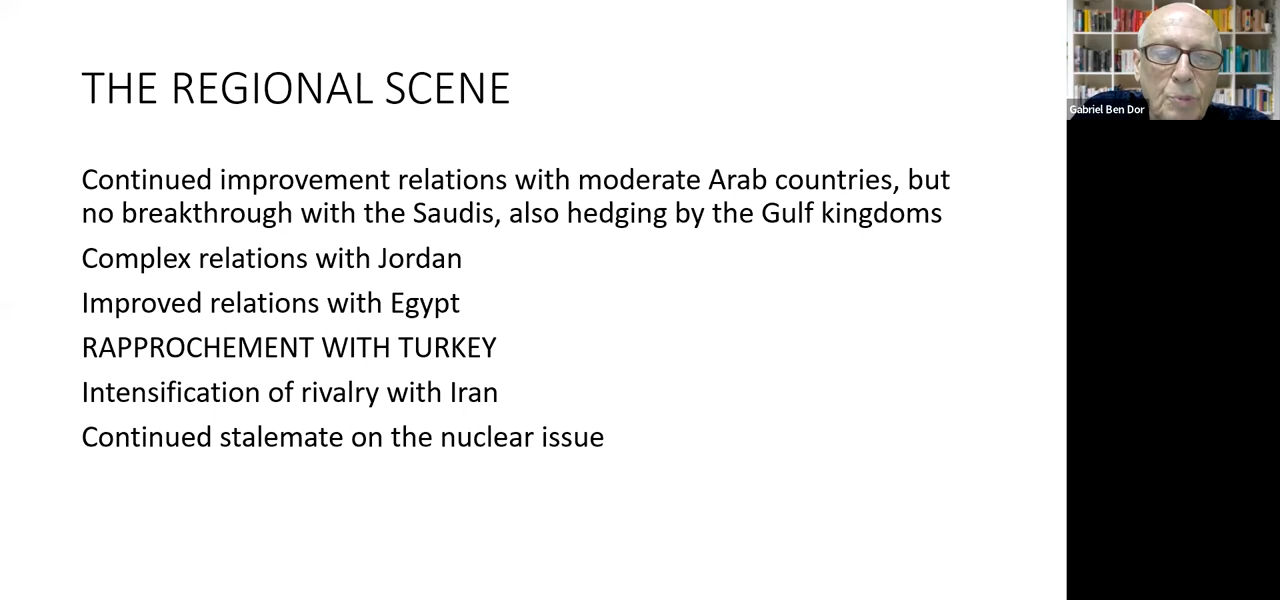 THE REGIONAL SCENE
Continued improvement relations with moderate Arab countries, but
no breakthrough with the Saudis, also hedging by the Gulf kingdoms
Complex relations with Jordan
Improved relations with Egypt
RAPPROCHEMENT WITH TURKEY
Intensification of rivalry with Iran
Continued stalemate on the nuclear issue
Gabriel Ben Dor